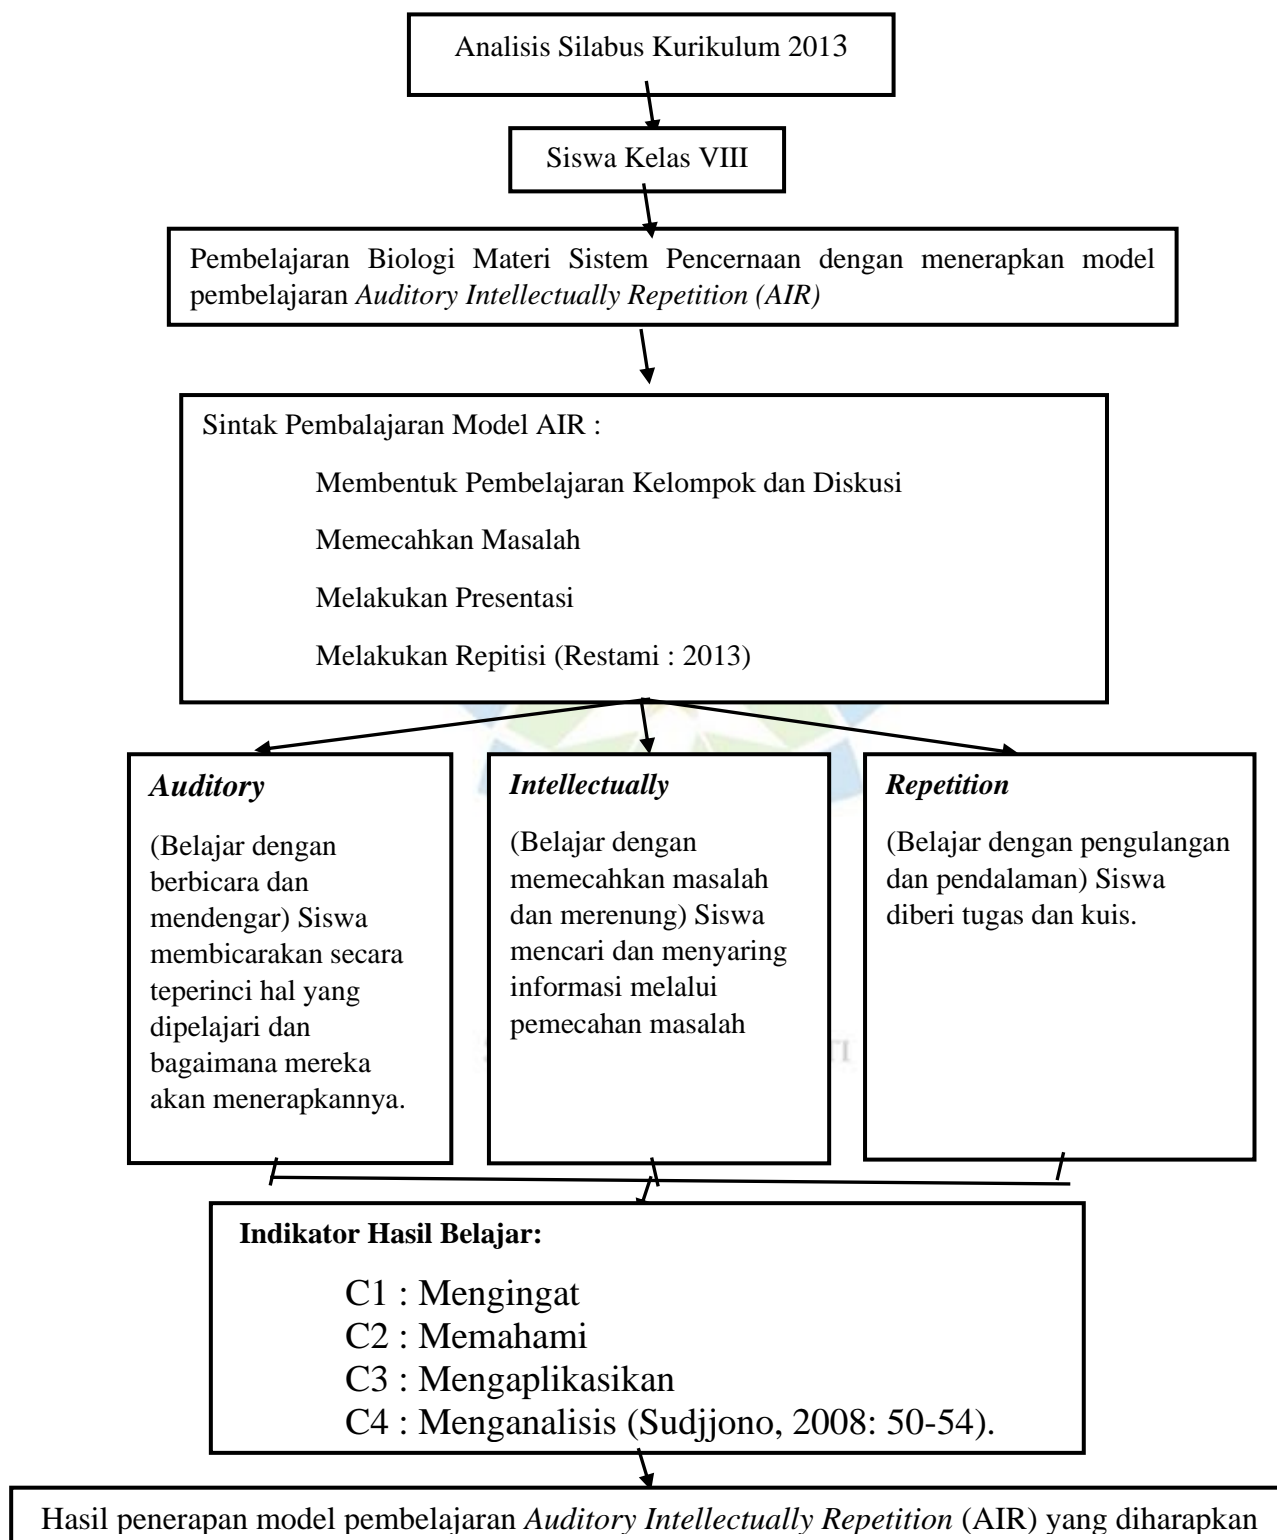 Analisis Silabus Kurikulum 2013
Siswa Kelas VIII
Pembelajaran Biologi Materi Sistem Pencernaan dengan menerapkan model
pembelajaran Auditory Intellectually Repetition (AIR)
Sintak Pembalajaran Model AIR :
Membentuk Pembelajaran Kelompok dan Diskusi
Memecahkan Masalah
Melakukan Presentasi
Melakukan Repitisi (Restami : 2013)
Auditory
(Belajar dengan
berbicara dan
mendengar) Siswa
membicarakan secara
teperinci hal yang
dipelajari dan
bagaimana mereka
akan menerapkannya.
Intellectually
(Belajar dengan
memecahkan masalah
dan merenung) Siswa
mencari dan menyaring
informasi melalui
pemecahan masalah
Repetition
(Belajar dengan pengulangan
dan pendalaman) Siswa
diberi tugas dan kuis.
Indikator Hasil Belajar:
C1 : Mengingat
C2 : Memahami
C3 : Mengaplikasikan
C4 : Menganalisis (Sudjjono, 2008: 50-54).
Hasil penerapan model pembelajaran Auditory Intellectually Repetition (AIR) yang diharapkan